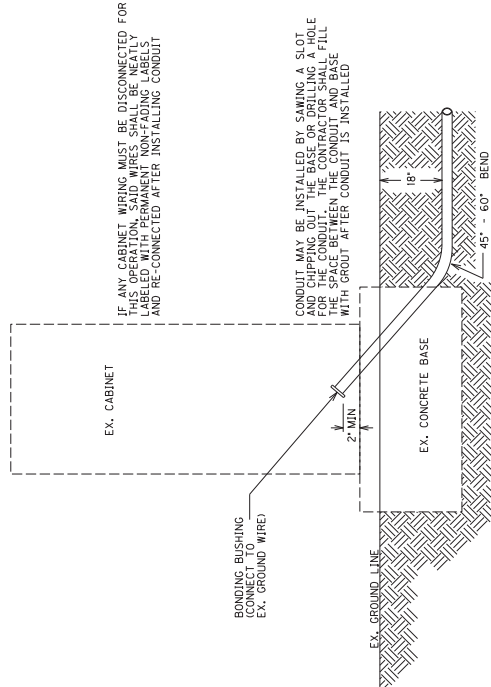 IF ANY CABINET WIRING MUST BE DISCONNECTED FOR
THIS OPERATION, SAID WIRES SHALL BE NEATLY
LABELED WITH PERMANENT NON-FADING LABELS
AND RE-CONNECTED AFTER INSTALLING CONDUIT
EX. CABINET
CONDUIT MAY BE INSTALLED BY SAWING A SLOT
AND CHIPPING OUT THE BASE OR DRILLING A HOLE
FOR THE CONDUIT. THE CONTRACTOR SHALL FILL
THE SPACE BETWEEN THE CONDUIT AND BASE
WITH GROUT AFTER CONDUIT IS INSTALLED
BONDING BUSHING
(CONNECT TO
EX. GROUND WIRE)
2" MIN
EX. GROUND LINE
18"
EX. CONCRETE BASE
45° - 60° BEND